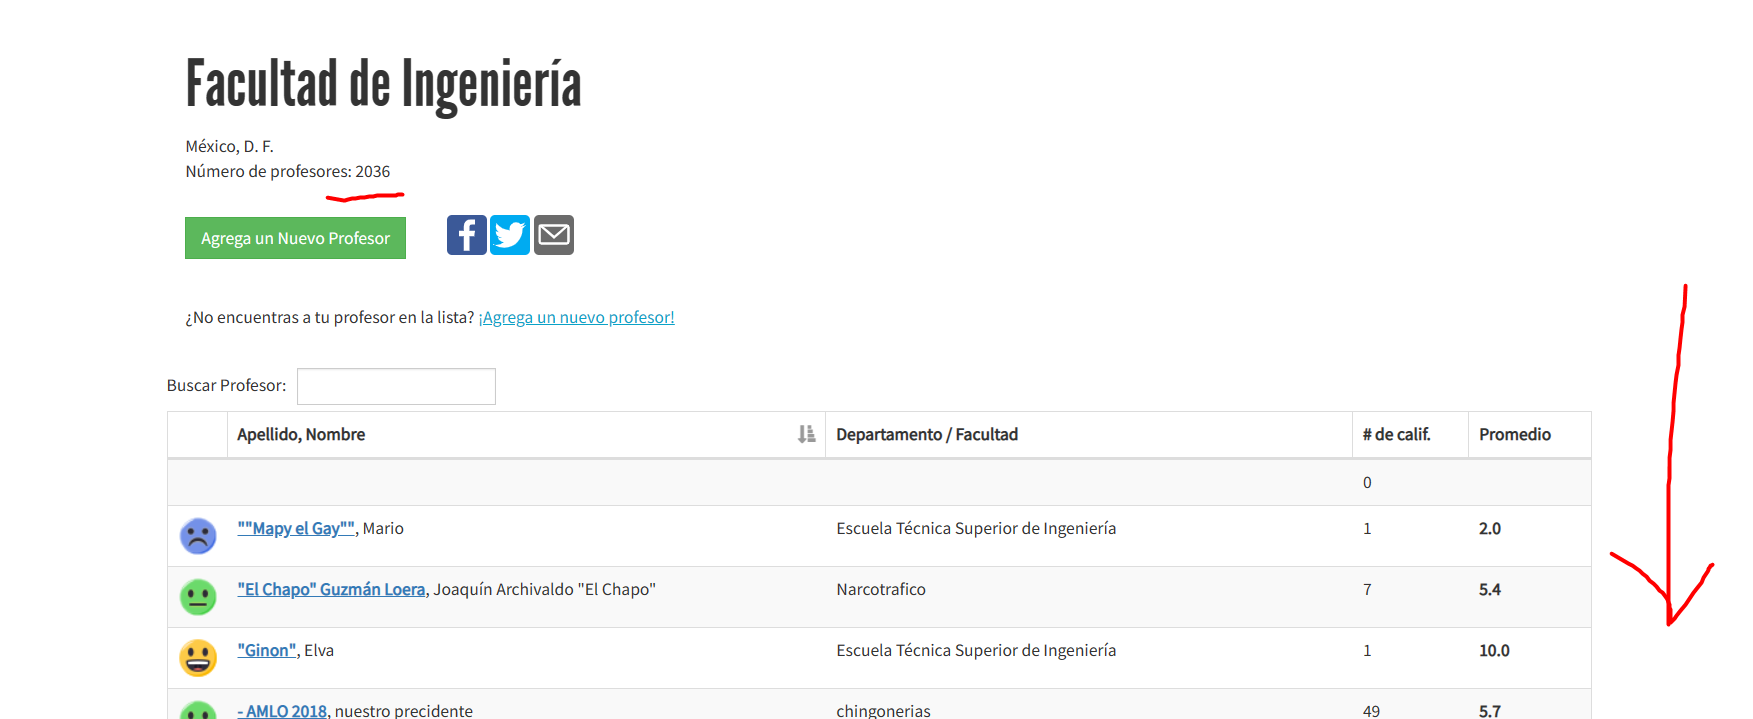 Facultad de Ingeniería
México, D. F.
Número de profesores: 2036
Agrega un Nuevo Profesor
¿No encuentras a tu profesor en la lista? ¡Agrega un nuevo profesor!
Buscar Profesor:
Apellido, Nombre Departamento / Facultad # de calif. Promedio
0
""Mapy el Gay"", Mario Escuela Técnica Superior de Ingeniería 1 2.0
"El Chapo" Guzmán Loera, Joaquín Archivaldo "El Chapo" Narcotrafico 7 5.4
"Ginon", Elva Escuela Técnica Superior de Ingeniería 1 10.0
- AMLO 2018, nuestro precidente chingonerias 49 5.7